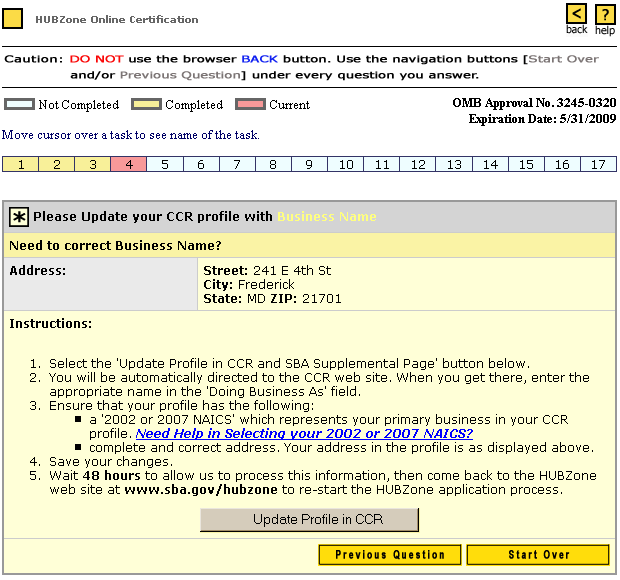 HUBZone Online Certification
back help
Caution: DO NOT use the browser BACK button. Use the navigation buttons [Start Over
and/or Previous Question] under every question you answer.
Not Completed Completed Current
OMB Approval No. 3245-0320
Expiration Date: 5/31/2009
Move cursor over a task to see name of the task.
1 2 3 4 5 6 7 8 9 10 11 12 13 14 15 16 17
Please Update your CCR profile with Business Name
Need to correct Business Name?
Address:
Street: 241 E 4th St
City: Frederick
State: MD ZIP: 21701
Instructions:
1. Select the 'Update Profile in CCR and SBA Supplemental Page' button below.
2. You will be automatically directed to the CCR web site. When you get there, enter the
appropriate name in the 'Doing Business As' field.
3. Ensure that your profile has the following:
a '2002 or 2007 NAICS' which represents your primary business in your CCR
profile. Need Help in Selecting your 2002 or 2007 NAICS?
complete and correct address. Your address in the profile is as displayed above.
4. Save your changes.
5. Wait 48 hours to allow us to process this information, then come back to the HUBZone
web site at www.sba.gov/hubzone to re-start the HUBZone application process.
Update Profile in CCR
Previous Question Start Over